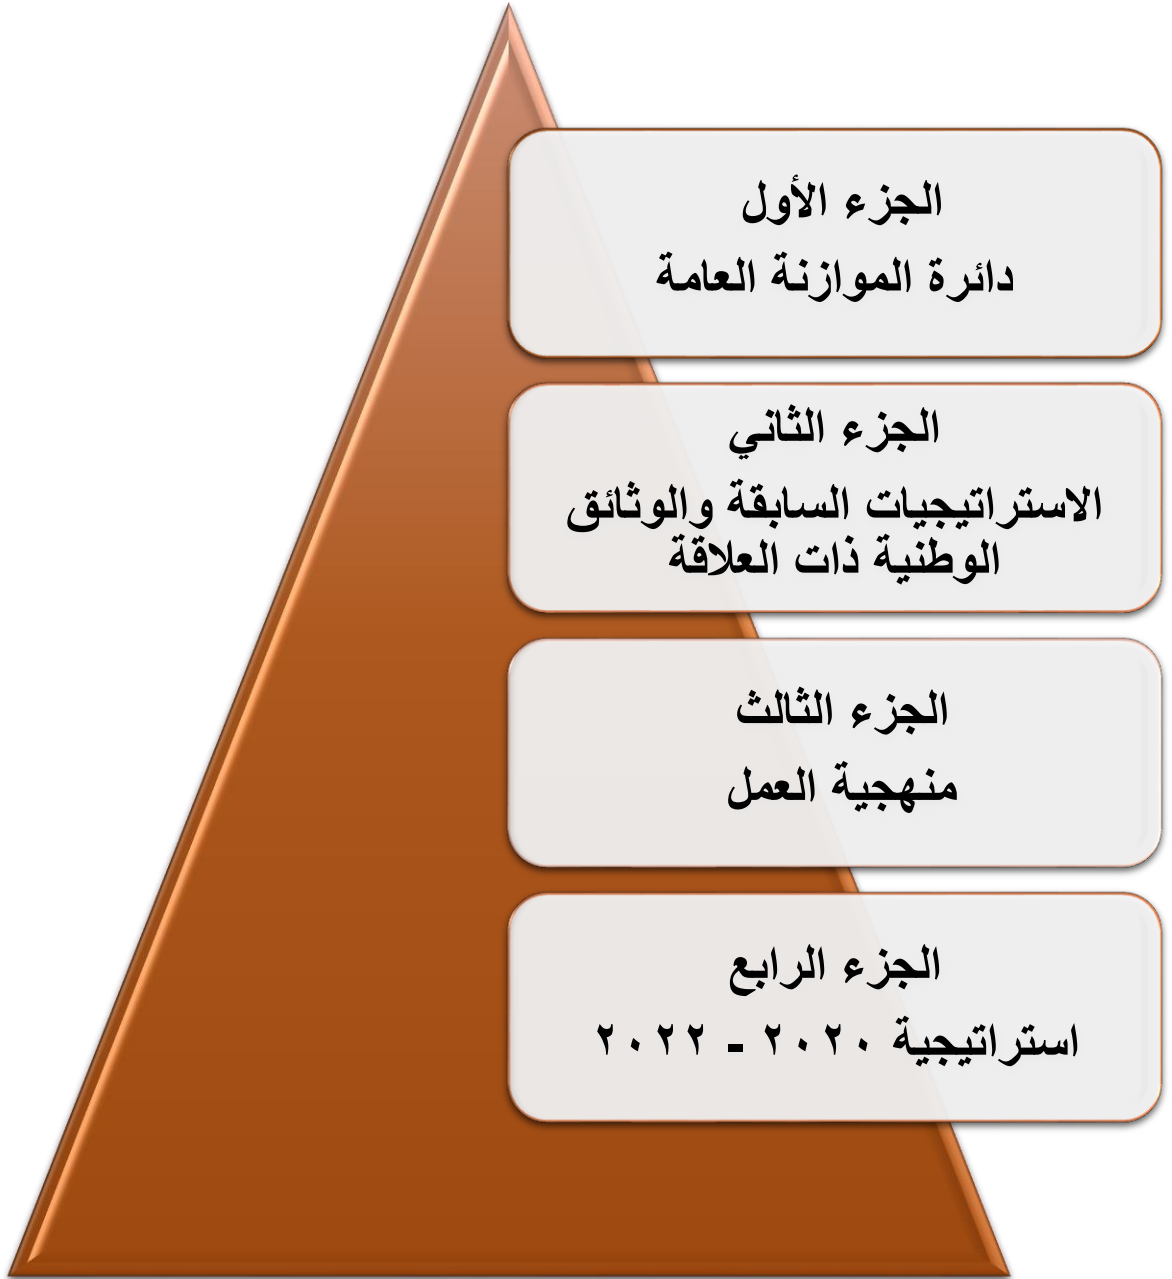 الجزء الأول
دائرة الموازنة العامة
الجزء الثاني
الاستراتيجيات السابقة والوثائق
الوطنية ذات العلاقة
الجزء الثالث
منهجية العمل
الجزء الرابع
استراتيجية ٢٠٢٠ - ٢٠٢٢